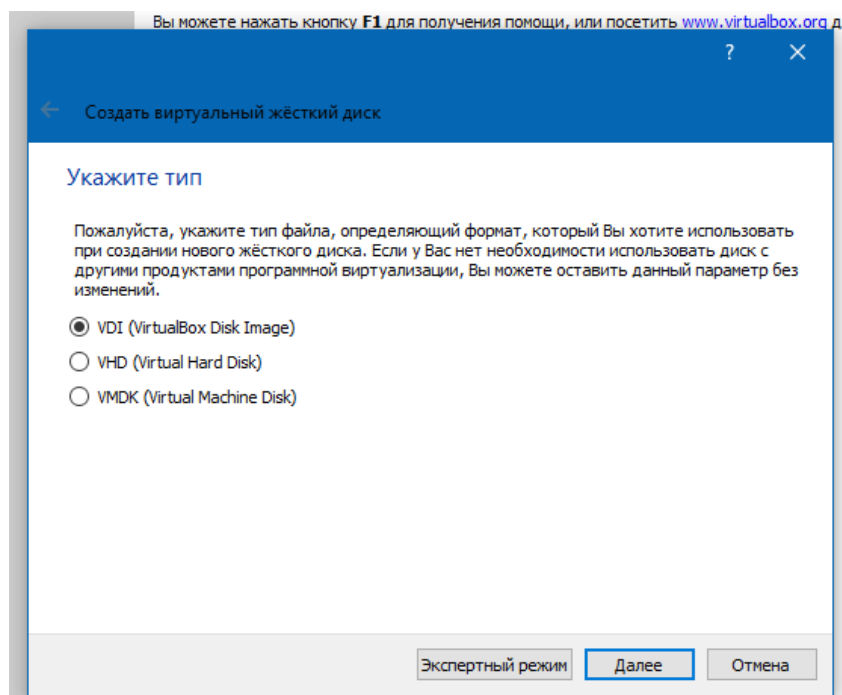 Вы можете нажать кнопку F1 для получения помощи, или посетить www.virtualbox.org д
?
Создать виртуальный жёсткий диск
Укажите тип
Пожалуйста, укажите тип файла, определяющий формат, который Вы хотите использовать
при создании нового жёсткого диска. Если у Вас нет необходимости использовать диск с
другими продуктами программной виртуализации, Вы можете оставить данный параметр без
изменений.
VDI (VirtualBox Disk Image)
VHD (Virtual Hard Disk)
VMDK (Virtual Machine Disk)
Экспертный режим Далее Отмена